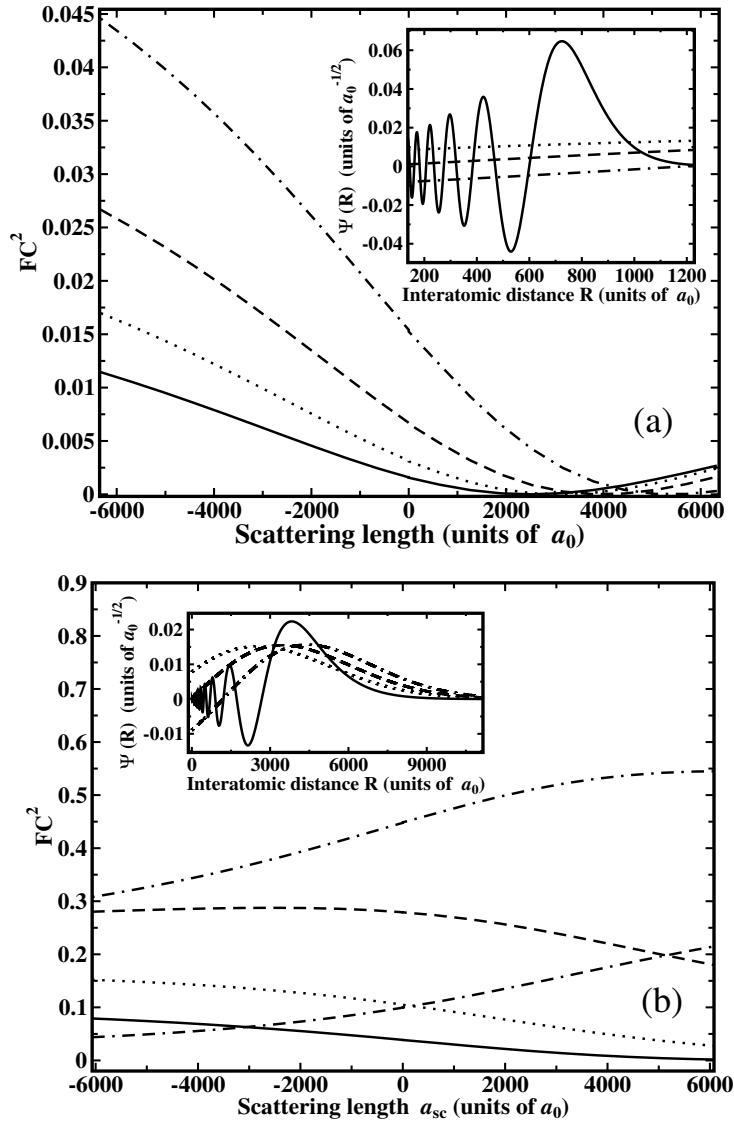 0.045
0.04
0.035
0.03
0.025
0.02
0.015
0.01
0.005
0
FC²
-6000 -4000 -2000 0 2000 4000 6000
Scattering length (units of a₀)
(a)
0.06
0.04
0.02
0
-0.02
-0.04
Ψ (R) (units of a₀^-1/2)
200 400 600 800 1000 1200
Interatomic distance R (units of a₀)
0.9
0.8
0.7
0.6
0.5
0.4
0.3
0.2
0.1
0
FC²
-6000 -4000 -2000 0 2000 4000 6000
Scattering length a_sc (units of a₀)
(b)
0.02
0.01
0
-0.01
Ψ (R) (units of a₀^-1/2)
0 3000 6000 9000
Interatomic distance R (units of a₀)